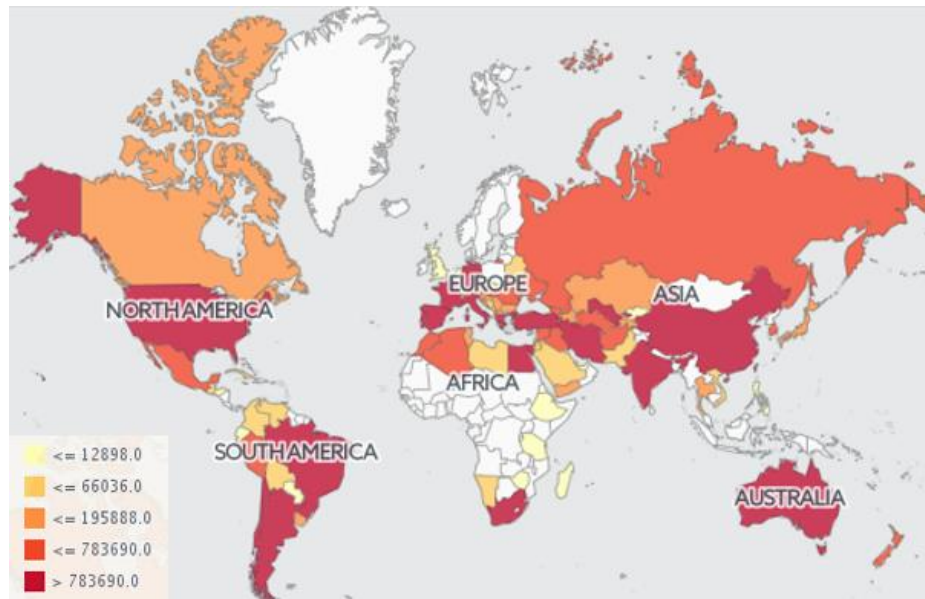 NORTH AMERICA
EUROPE
ASIA
AFRICA
SOUTH AMERICA
AUSTRALIA
<= 12898.0
<= 66036.0
<= 195888.0
<= 783690.0
> 783690.0